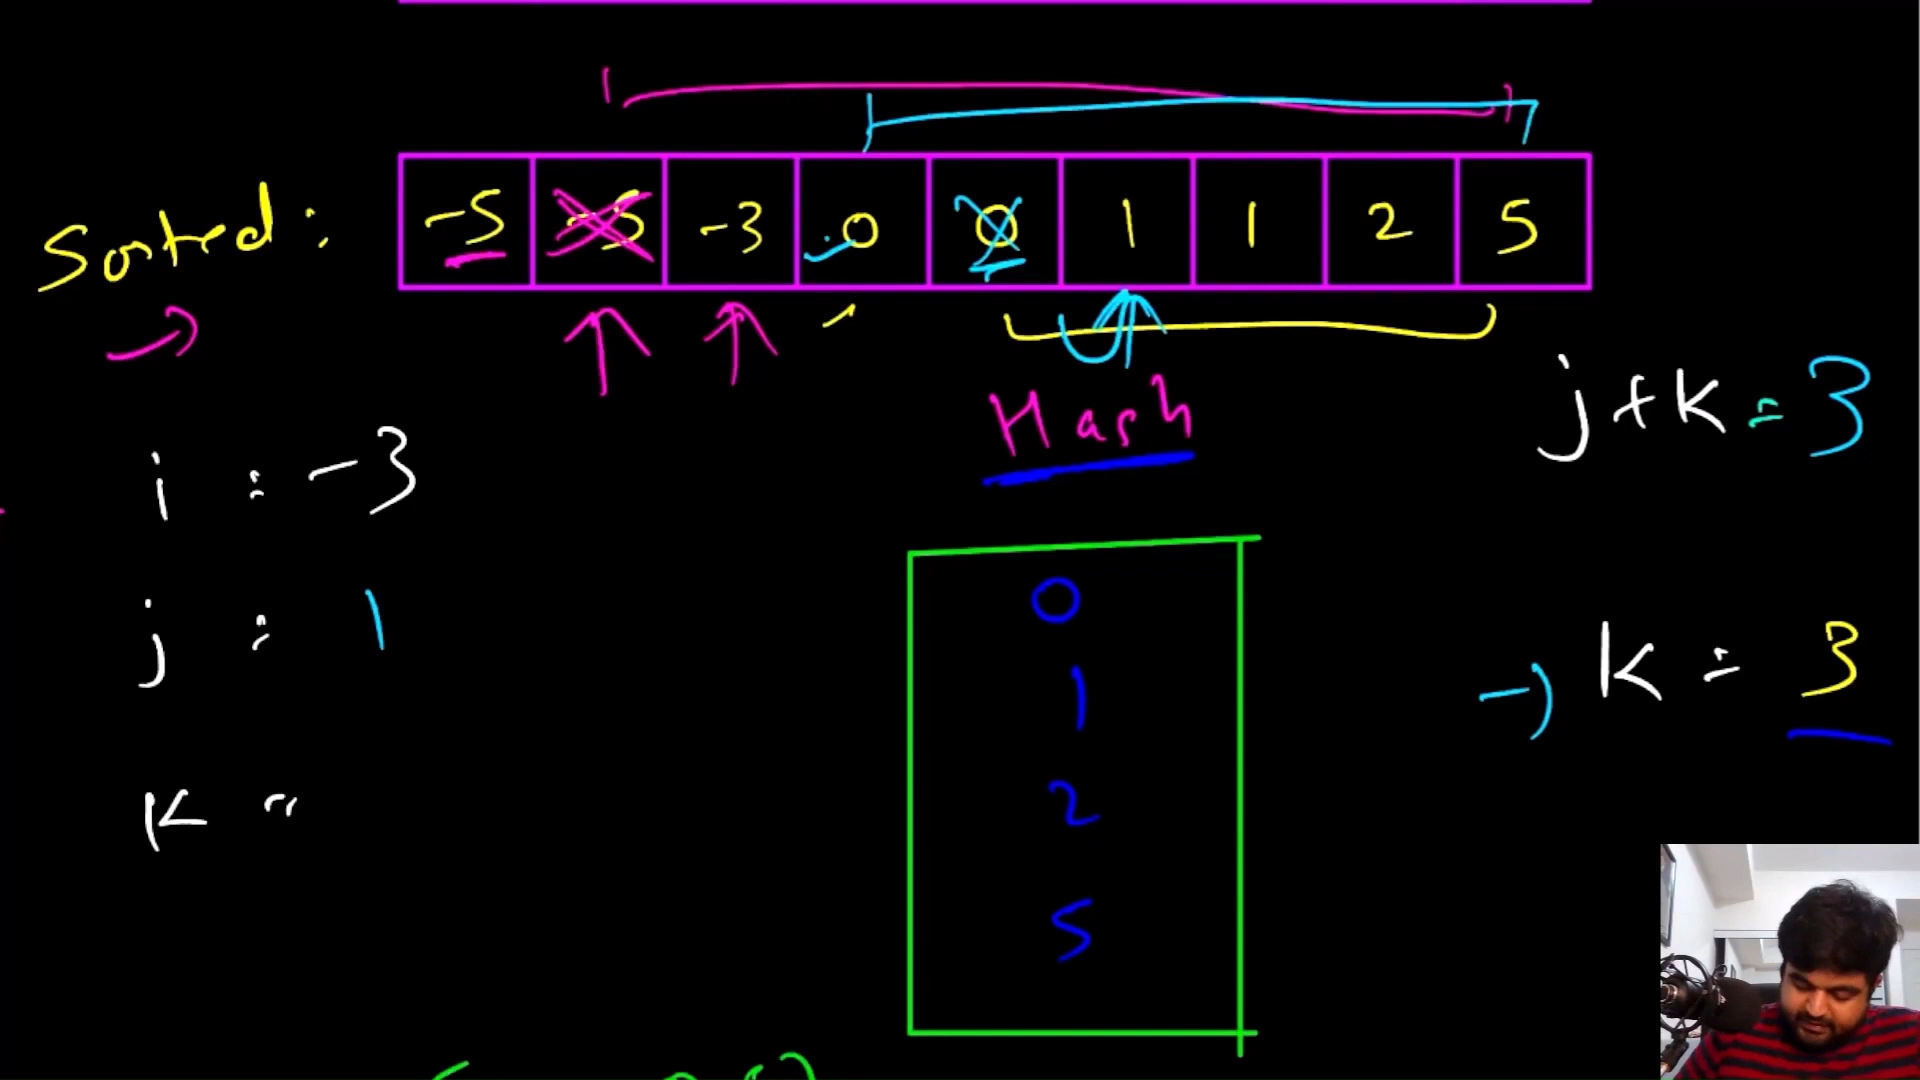 Sorted: -5 -5 -3 0 0 1 1 2 5
Hash
j+k = 3
i = -3
j = 1
k =
0
1
2
5
k = 3